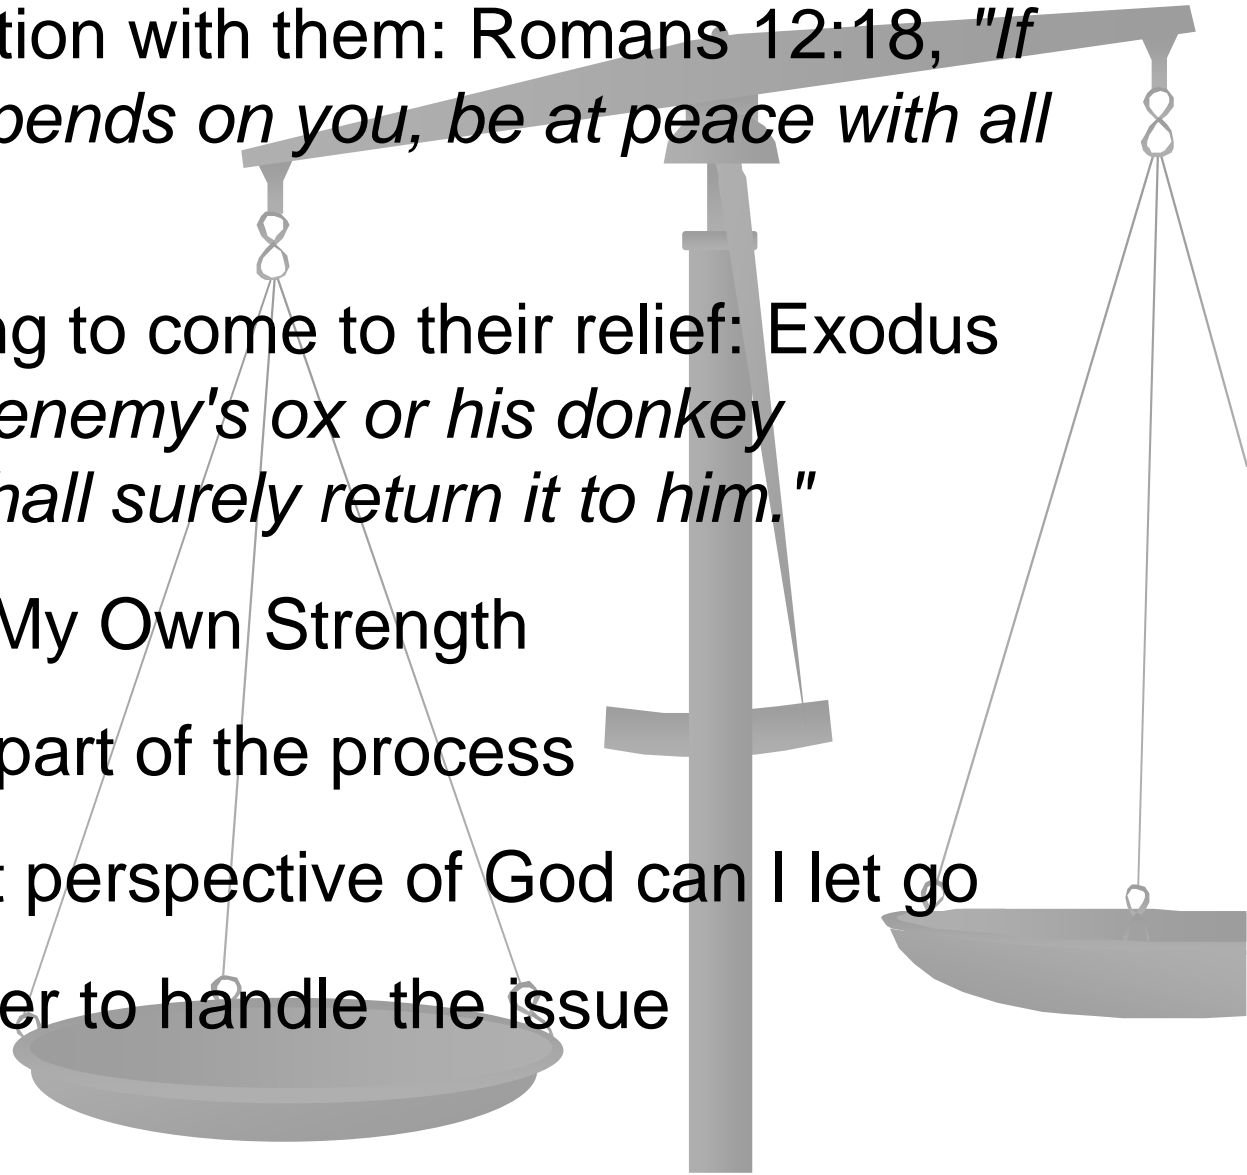 tion with them: Romans 12:18, "If
pends on you, be at peace with all
ng to come to their relief: Exodus
enemy's ox or his donkey
hall surely return it to him."
My Own Strength
part of the process
t perspective of God can I let go
er to handle the issue